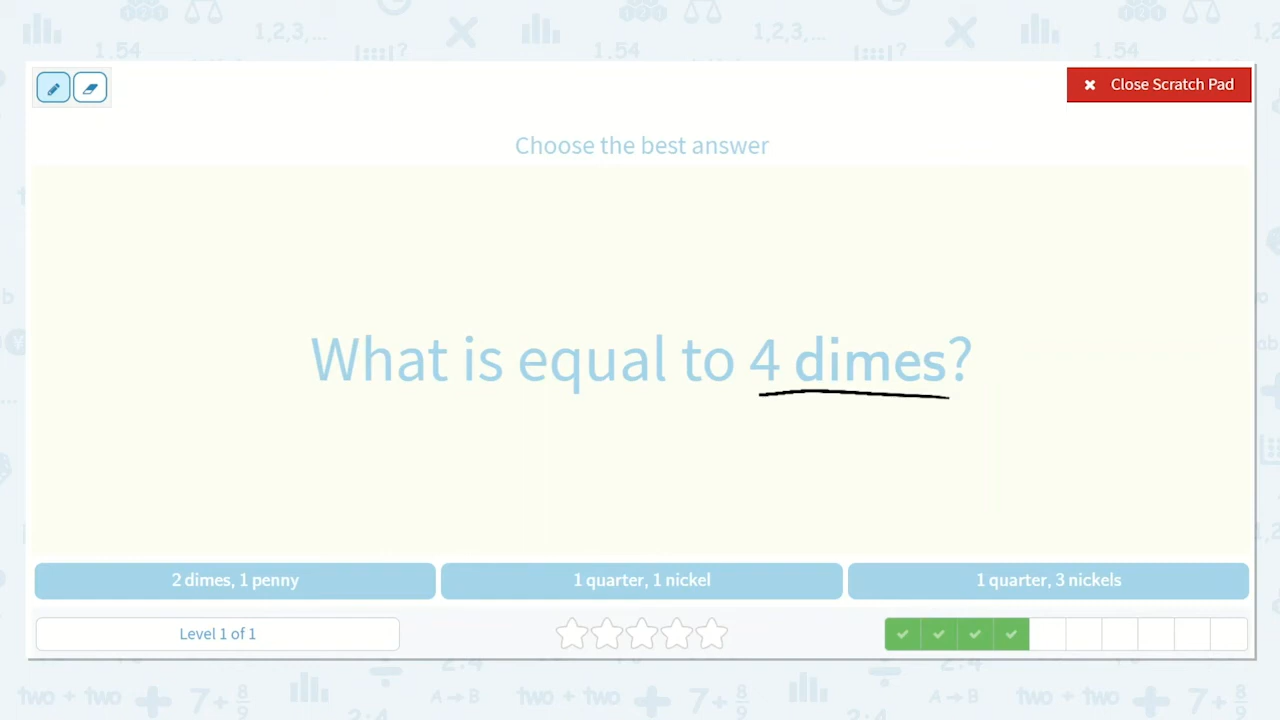 Close Scratch Pad
Choose the best answer
What is equal to 4 dimes?
2 dimes, 1 penny
1 quarter, 1 nickel
1 quarter, 3 nickels
Level 1 of 1